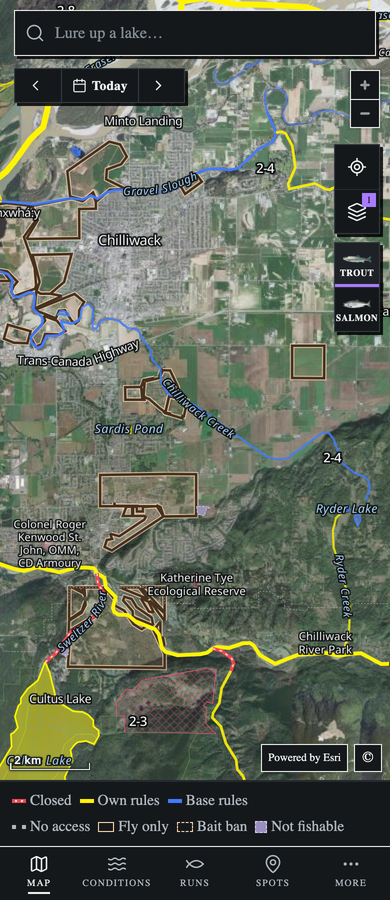 Lure up a lake…
Today
Minto Landing
Gravel Slough
2-4
1
Chilliwack
TROUT
SALMON
Trans-Canada Highway
Chilliwack Creek
Sardis Pond
2-4
Ryder Lake
Colonel Roger
Kenwood St.
John, OMM,
CD Armoury
Katherine Tye
Ecological Reserve
Ryder Creek
Sweltzer River
Chilliwack
River Park
Cultus Lake
2-3
Lake
2 km
Powered by Esri
©
Closed
Own rules
Base rules
No access
Fly only
Bait ban
Not fishable
MAP
CONDITIONS
RUNS
SPOTS
MORE